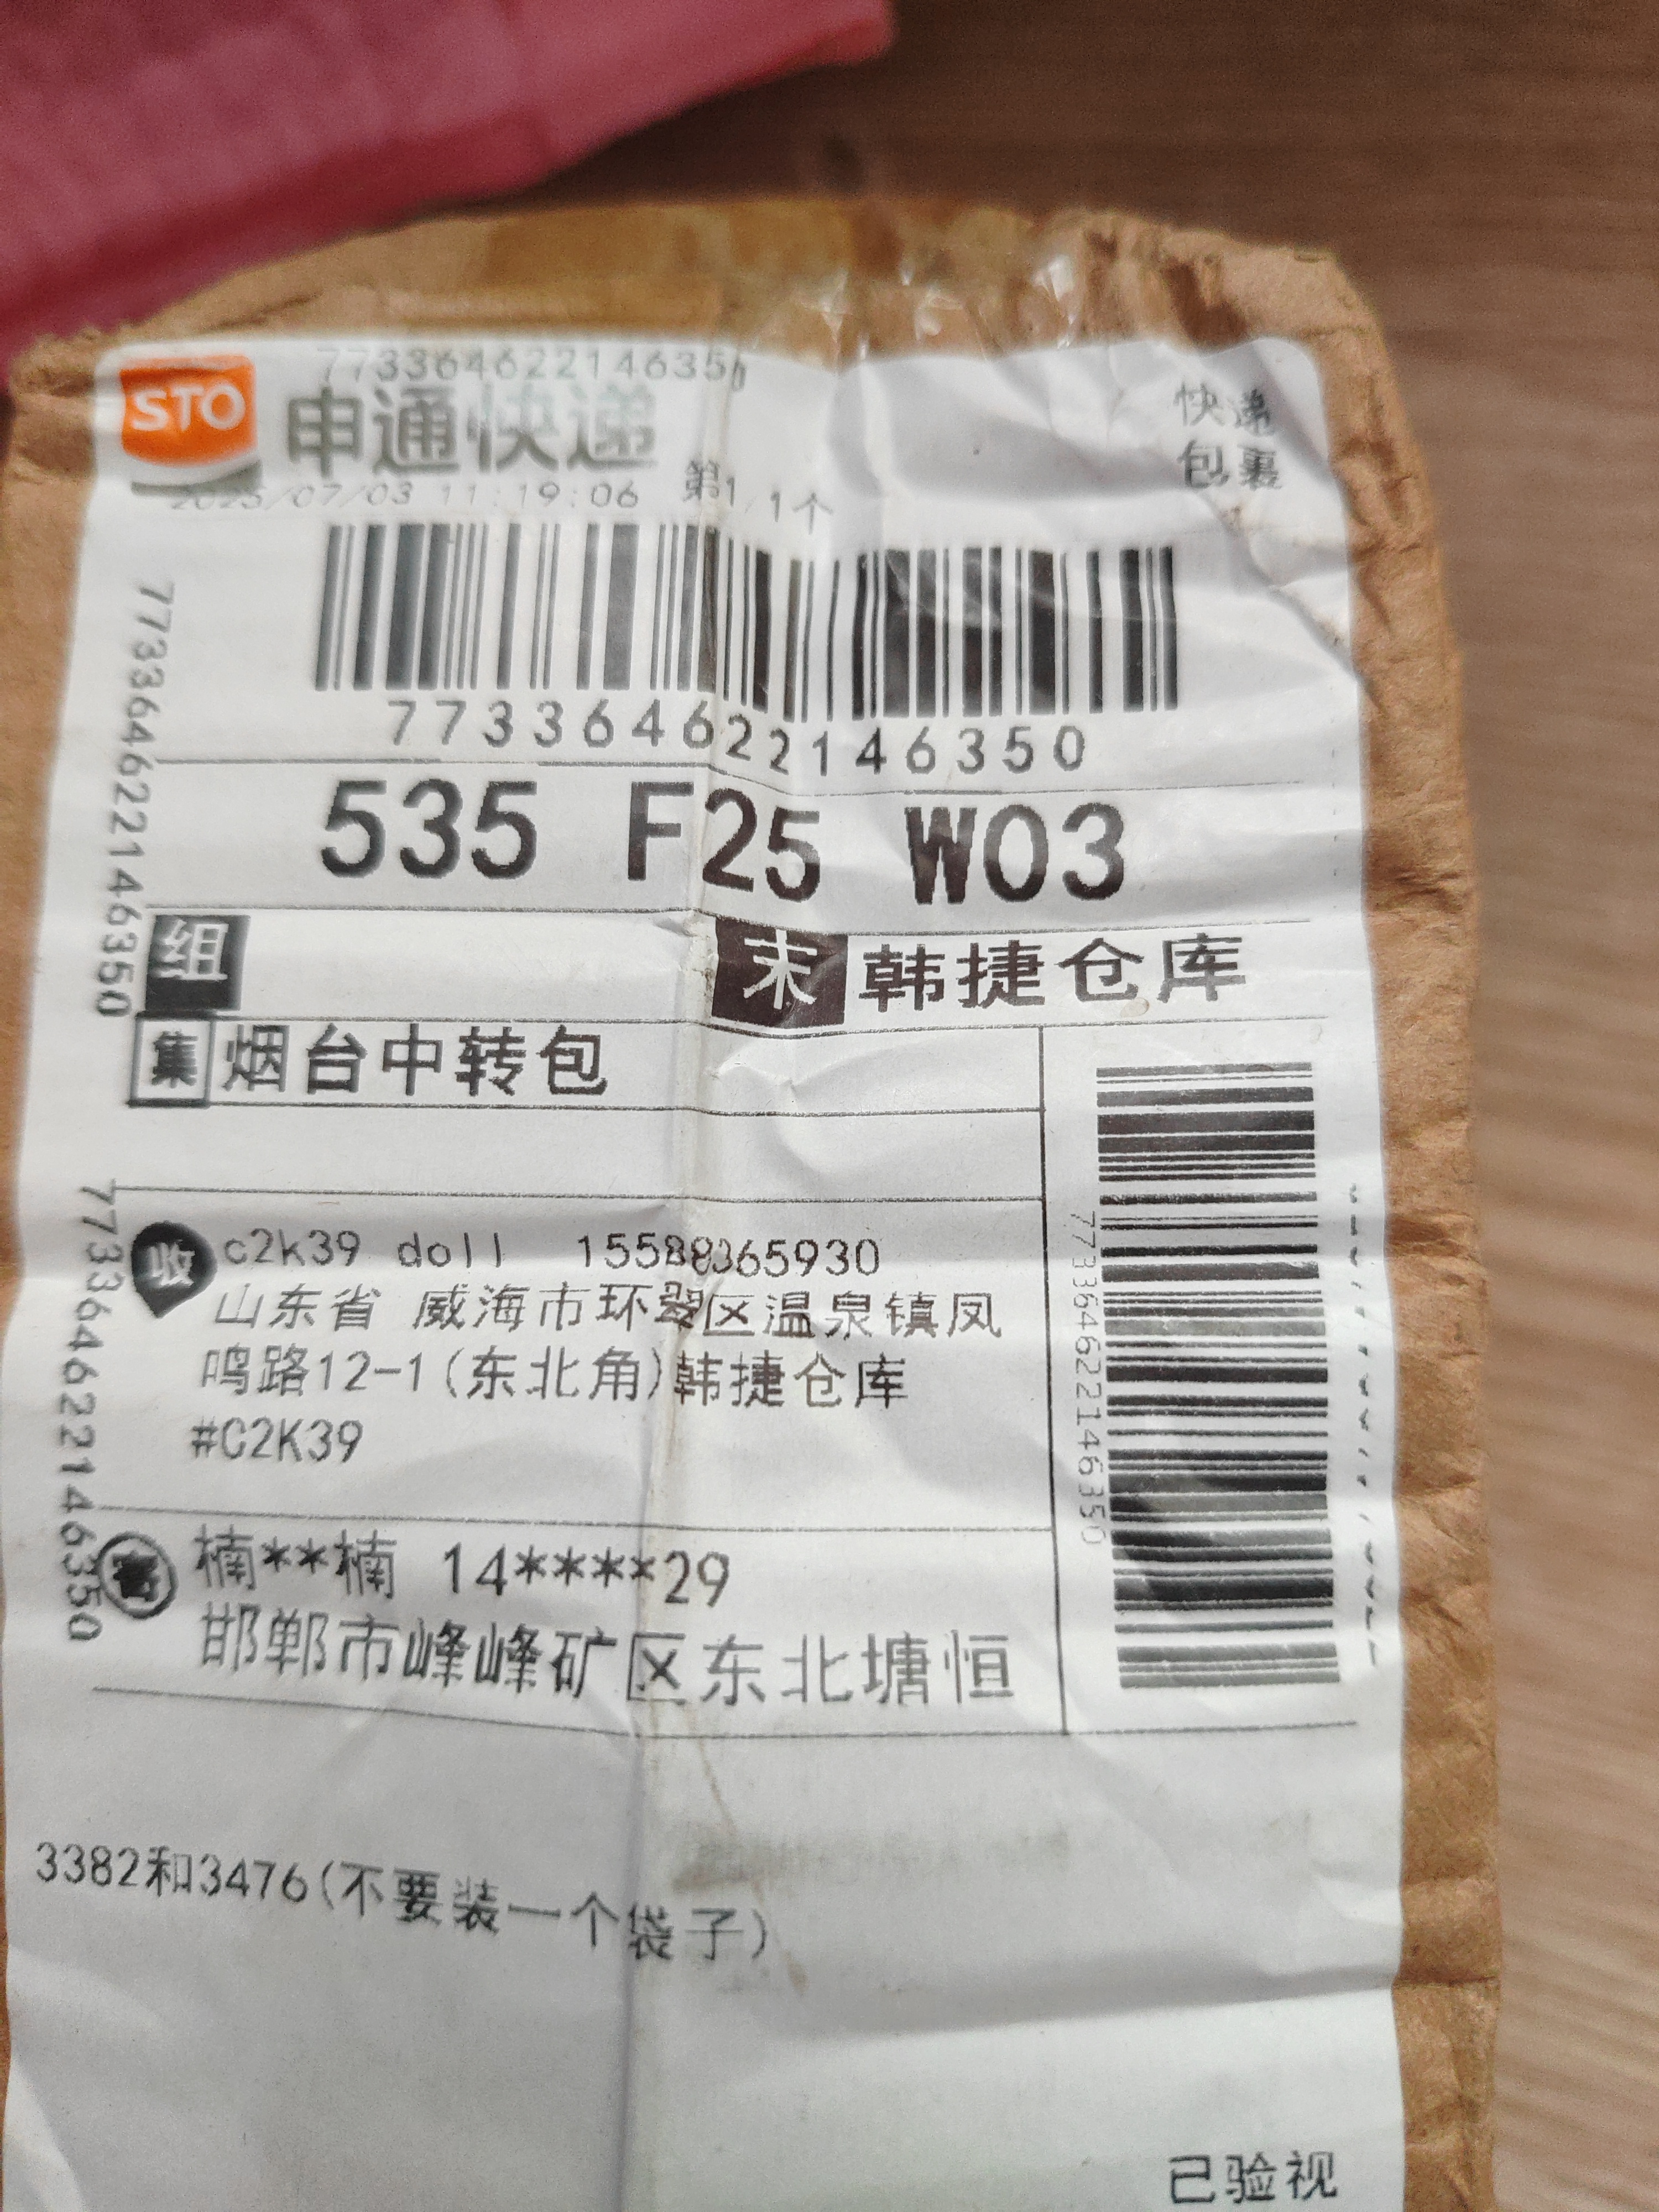 773364622146350
STO 申通快递
快递
包裹
2025/07/03 11:19:06 第1/1个
773364622146350
773364622146350
535 F25 W03
组
末 韩捷仓库
集 烟台中转包
773364622146350
收 c2k39 doll 15588365930
山东省 威海市环翠区温泉镇凤
鸣路12-1(东北角)韩捷仓库
#C2K39
773364622146350
楠**楠 14****29
邯郸市峰峰矿区东北塘恒
3382和3476(不要装一个袋子)
已验视